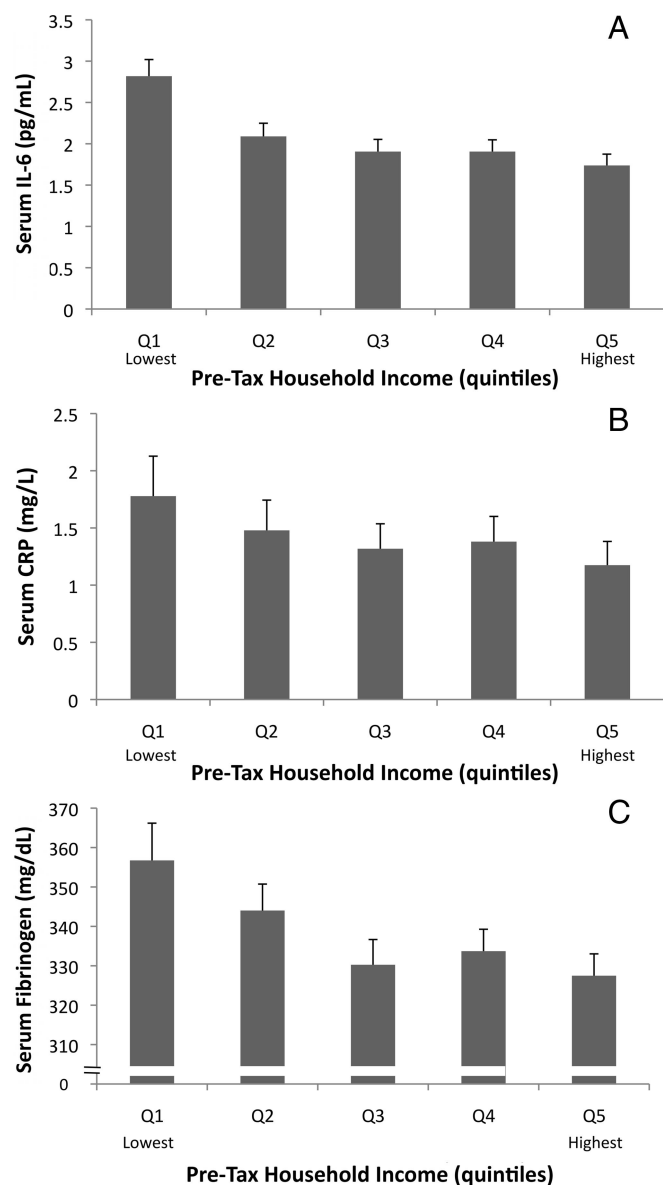 A
Serum IL-6 (pg/mL)
3.5
3
2.5
2
1.5
1
0.5
0
Q1 Q2 Q3 Q4 Q5
Lowest Highest
Pre-Tax Household Income (quintiles)
B
Serum CRP (mg/L)
2.5
2
1.5
1
0.5
0
Q1 Q2 Q3 Q4 Q5
Lowest Highest
Pre-Tax Household Income (quintiles)
C
Serum Fibrinogen (mg/dL)
370
360
350
340
330
320
310
0
Q1 Q2 Q3 Q4 Q5
Lowest Highest
Pre-Tax Household Income (quintiles)